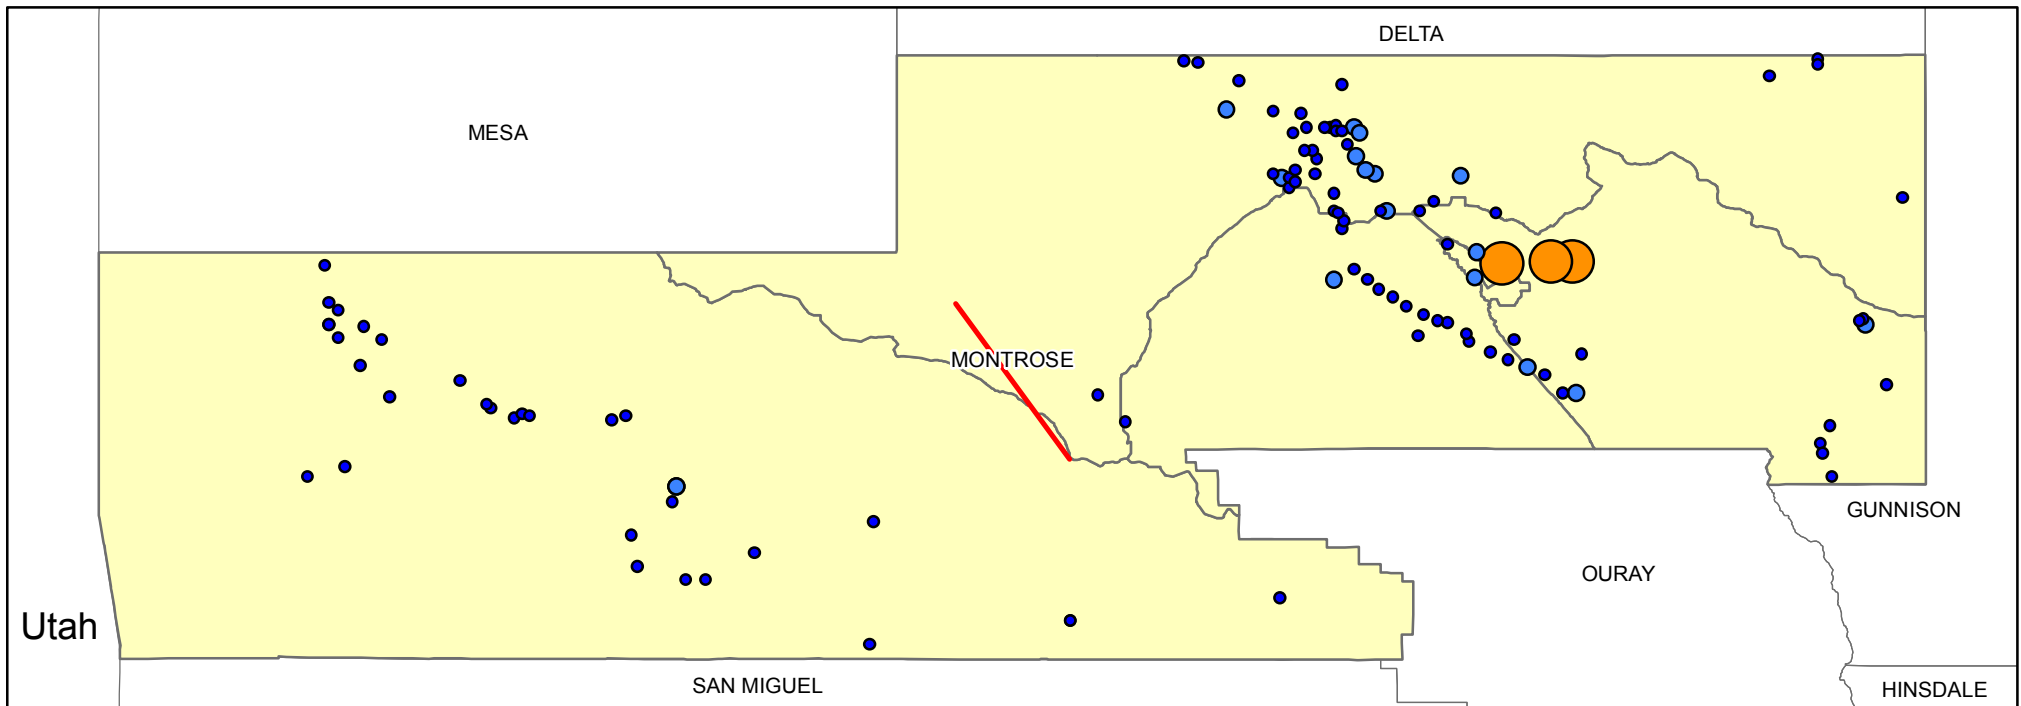 DELTA
MESA
MONTROSE
GUNNISON
OURAY
Utah
SAN MIGUEL
HINSDALE